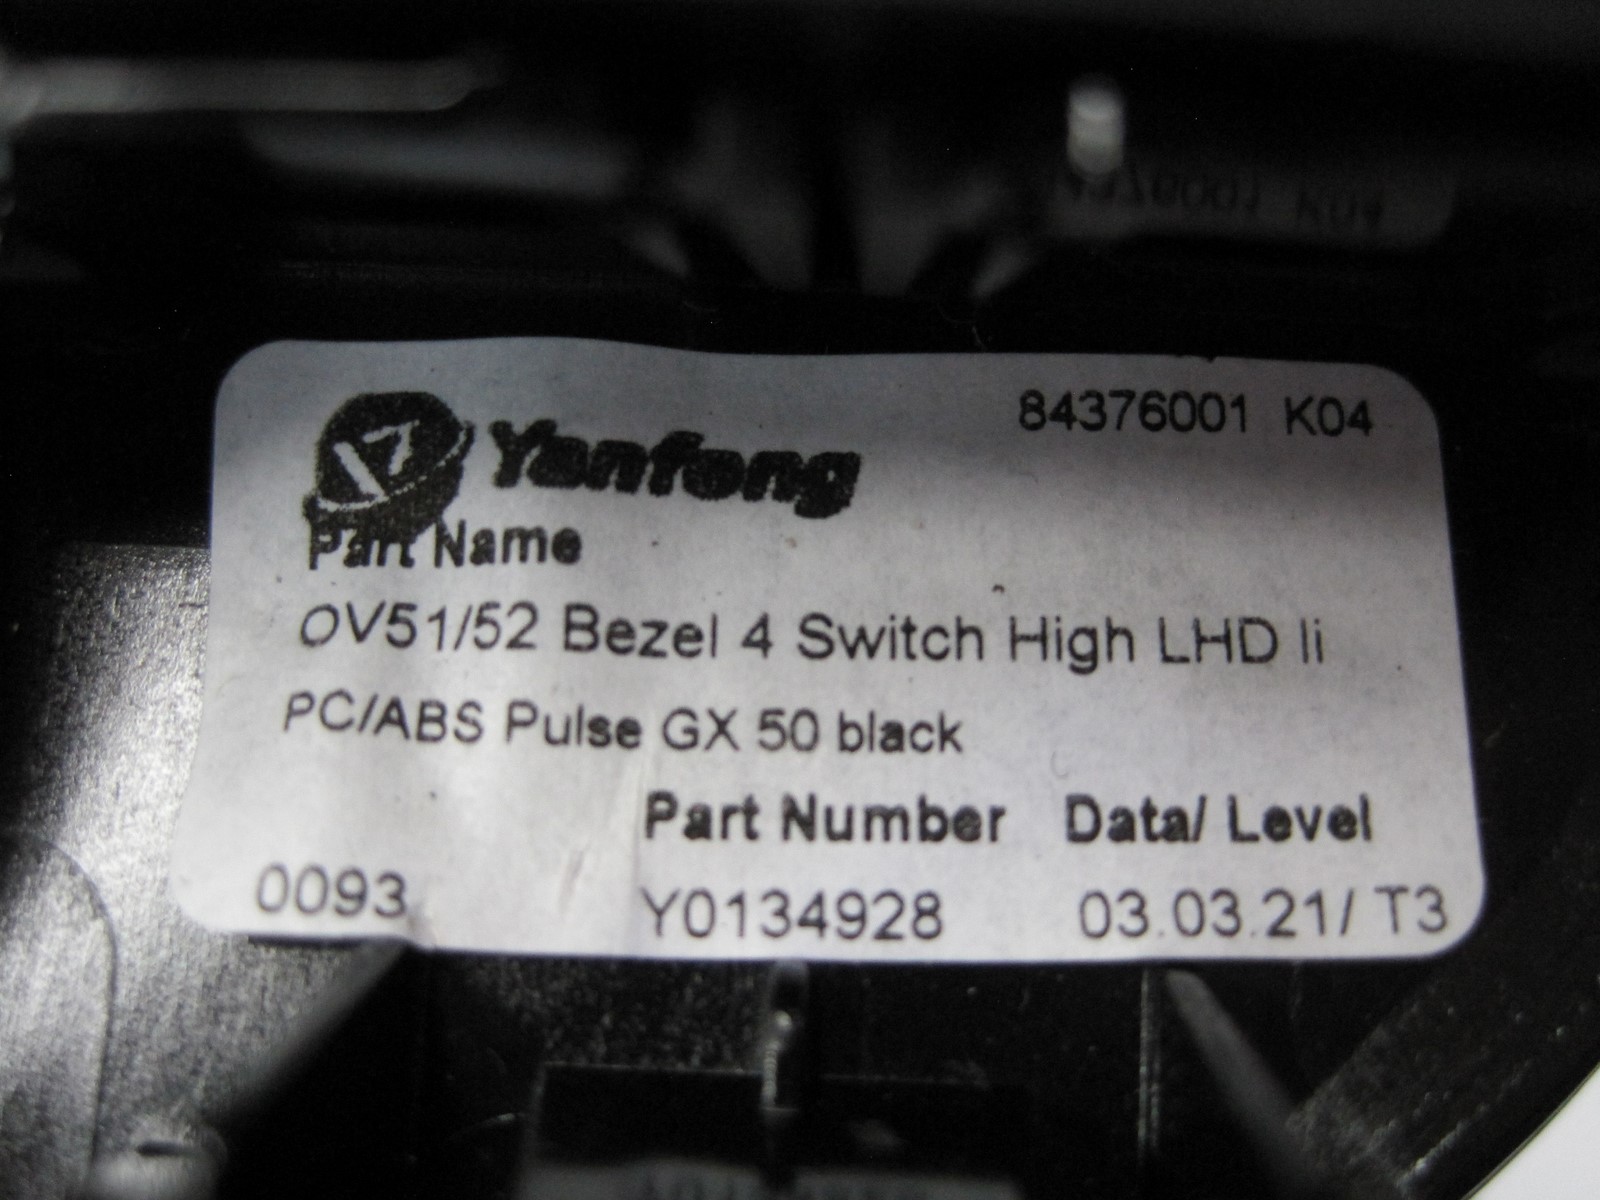 84376001 K04
Yanfeng
Part Name
OV51/52 Bezel 4 Switch High LHD li
PC/ABS Pulse GX 50 black
Part Number Data/ Level
0093 Y0134928 03.03.21/ T3